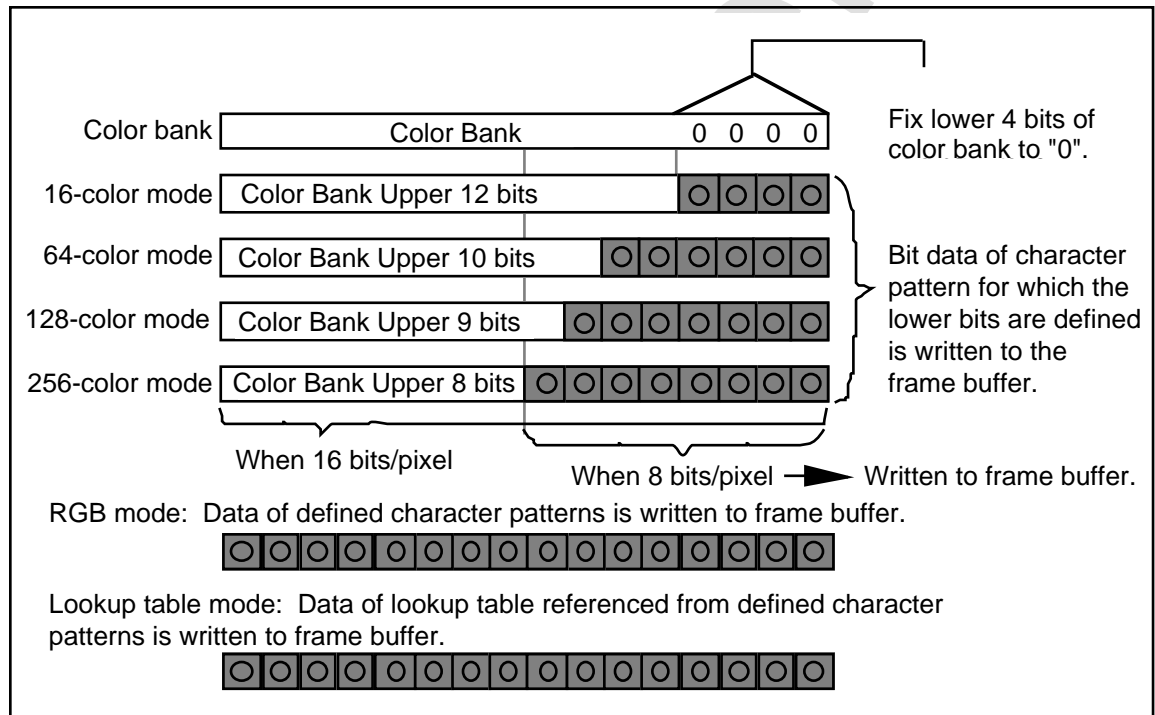 Color bank Color Bank 0 0 0 0
Fix lower 4 bits of
color bank to "0".
16-color mode Color Bank Upper 12 bits
64-color mode Color Bank Upper 10 bits
128-color mode Color Bank Upper 9 bits
256-color mode Color Bank Upper 8 bits
Bit data of character
pattern for which the
lower bits are defined
is written to the
frame buffer.
When 16 bits/pixel
When 8 bits/pixel Written to frame buffer.
RGB mode: Data of defined character patterns is written to frame buffer.
Lookup table mode: Data of lookup table referenced from defined character
patterns is written to frame buffer.